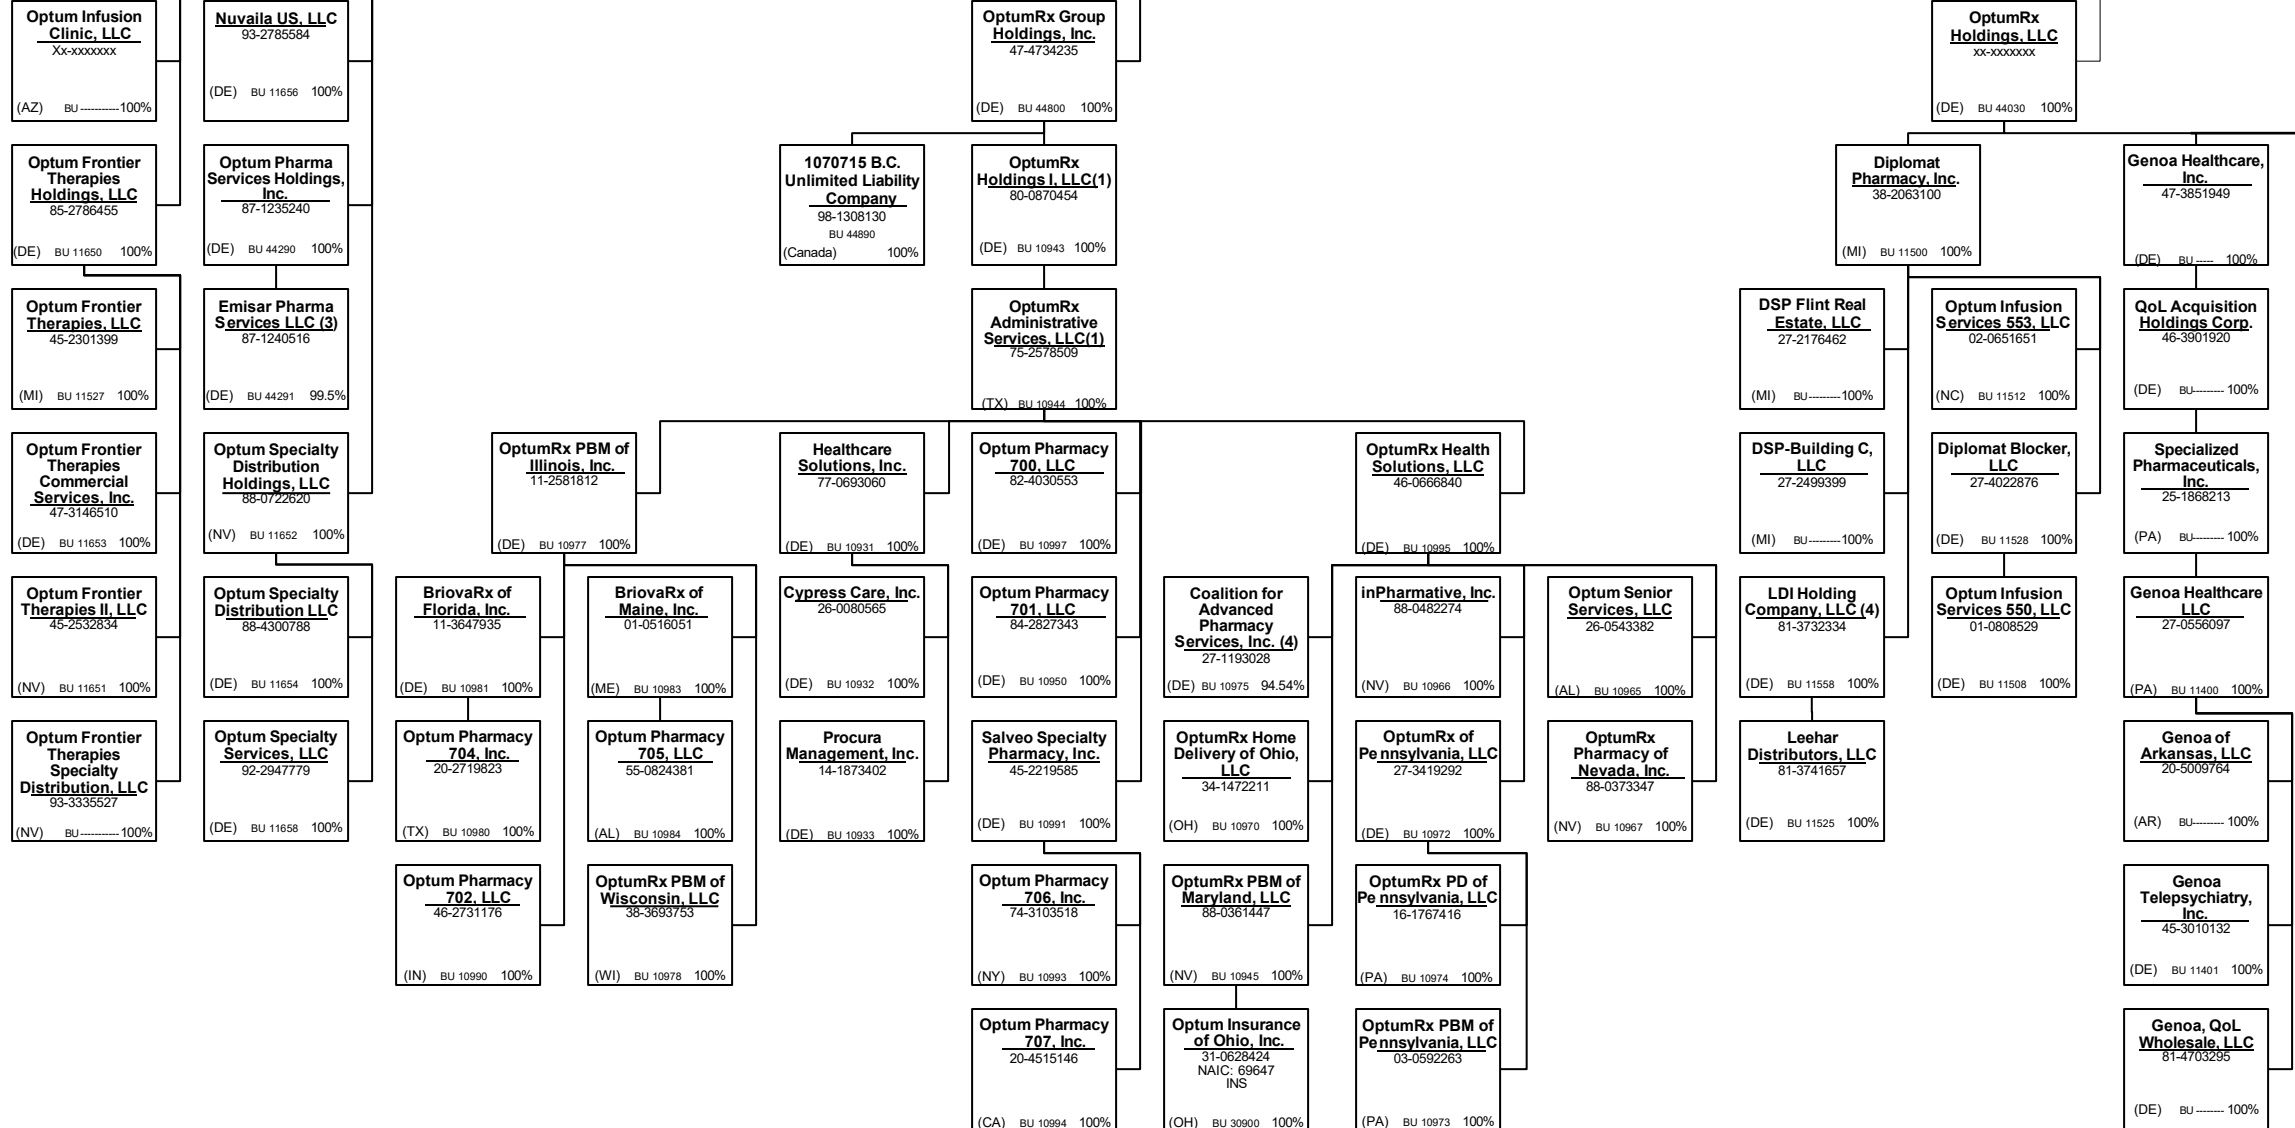 Optum Infusion
Clinic, LLC
Xx-xxxxxxx
(AZ) BU -----------100%
Nuvaila US, LLC
93-2785584
(DE) BU 11656 100%
OptumRx Group
Holdings, Inc.
47-4734235
(DE) BU 44800 100%
OptumRx
Holdings, LLC
xx-xxxxxxx
(DE) BU 44030 100%
Optum Frontier
Therapies
Holdings, LLC
85-2786455
(DE) BU 11650 100%
Optum Pharma
Services Holdings,
Inc.
87-1235240
(DE) BU 44290 100%
1070715 B.C.
Unlimited Liability
Company
98-1308130
BU 44890
(Canada) 100%
OptumRx
Holdings I, LLC(1)
80-0870454
(DE) BU 10943 100%
Diplomat
Pharmacy, Inc.
38-2063100
(MI) BU 11500 100%
Genoa Healthcare,
Inc.
47-3851949
(DE) BU ----- 100%
Optum Frontier
Therapies, LLC
45-2301399
(MI) BU 11527 100%
Emisar Pharma
Services LLC (3)
87-1240516
(DE) BU 44291 99.5%
OptumRx
Administrative
Services, LLC(1)
75-2578509
(TX) BU 10944 100%
DSP Flint Real
Estate, LLC
27-2176462
(MI) BU---------100%
Optum Infusion
Services 553, LLC
02-0651651
(NC) BU 11512 100%
QoL Acquisition
Holdings Corp.
46-3901920
(DE) BU--------- 100%
Optum Frontier
Therapies
Commercial
Services, Inc.
47-3146510
(DE) BU 11653 100%
Optum Specialty
Distribution
Holdings, LLC
88-0722620
(NV) BU 11652 100%
OptumRx PBM of
Illinois, Inc.
11-2581812
(DE) BU 10977 100%
Healthcare
Solutions, Inc.
77-0693060
(DE) BU 10931 100%
Optum Pharmacy
700, LLC
82-4030553
(DE) BU 10997 100%
OptumRx Health
Solutions, LLC
46-0666840
(DE) BU 10995 100%
DSP-Building C,
LLC
27-2499399
(MI) BU---------100%
Diplomat Blocker,
LLC
27-4022876
(DE) BU 11528 100%
Specialized
Pharmaceuticals,
Inc.
25-1868213
(PA) BU--------- 100%
Optum Frontier
Therapies II, LLC
45-2532834
(NV) BU 11651 100%
Optum Specialty
Distribution LLC
88-4300788
(DE) BU 11654 100%
BriovaRx of
Florida, Inc.
11-3647935
(DE) BU 10981 100%
BriovaRx of
Maine, Inc.
01-0516051
(ME) BU 10983 100%
Cypress Care, Inc.
26-0080565
(DE) BU 10932 100%
Optum Pharmacy
701, LLC
84-2827343
(DE) BU 10950 100%
Coalition for
Advanced
Pharmacy
Services, Inc. (4)
27-1193028
(DE) BU 10975 94.54%
inPharmative, Inc.
88-0482274
(NV) BU 10966 100%
Optum Senior
Services, LLC
26-0543382
(AL) BU 10965 100%
LDI Holding
Company, LLC (4)
81-3732334
(DE) BU 11558 100%
Optum Infusion
Services 550, LLC
01-0808529
(DE) BU 11508 100%
Genoa Healthcare
LLC
27-0556097
(PA) BU 11400 100%
Optum Frontier
Therapies
Specialty
Distribution, LLC
93-3335527
(NV) BU-----------100%
Optum Specialty
Services, LLC
92-2947779
(DE) BU 11658 100%
Optum Pharmacy
704, Inc.
20-2719823
(TX) BU 10980 100%
Optum Pharmacy
705, LLC
55-0824381
(AL) BU 10984 100%
Procura
Management, Inc.
14-1873402
(DE) BU 10933 100%
Salveo Specialty
Pharmacy, Inc.
45-2219585
(DE) BU 10991 100%
OptumRx Home
Delivery of Ohio,
LLC
34-1472211
(OH) BU 10970 100%
OptumRx of
Pennsylvania, LLC
27-3419292
(DE) BU 10972 100%
OptumRx
Pharmacy of
Nevada, Inc.
88-0373347
(NV) BU 10967 100%
Leehar
Distributors, LLC
81-3741657
(DE) BU 11525 100%
Genoa of
Arkansas, LLC
20-5009764
(AR) BU--------- 100%
Optum Pharmacy
702, LLC
46-2731176
(IN) BU 10990 100%
OptumRx PBM of
Wisconsin, LLC
38-3693753
(WI) BU 10978 100%
Optum Pharmacy
706, Inc.
74-3103518
(NY) BU 10993 100%
OptumRx PBM of
Maryland, LLC
88-0361447
(NV) BU 10945 100%
OptumRx PD of
Pennsylvania, LLC
16-1767416
(PA) BU 10974 100%
Genoa
Telepsychiatry,
Inc.
45-3010132
(DE) BU 11401 100%
Optum Pharmacy
707, Inc.
20-4515146
(CA) BU 10994 100%
Optum Insurance
of Ohio, Inc.
31-0628424
NAIC: 69647
INS
(OH) BU 30900 100%
OptumRx PBM of
Pennsylvania, LLC
03-0592263
(PA) BU 10973 100%
Genoa, QoL
Wholesale, LLC
81-4703295
(DE) BU -------- 100%